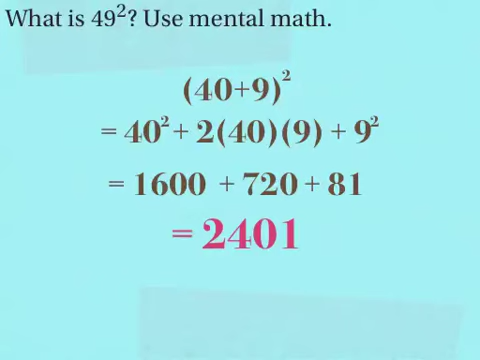 What is 49²? Use mental math.
(40+9)²
= 40² + 2(40)(9) + 9²
= 1600 + 720 + 81
= 2401